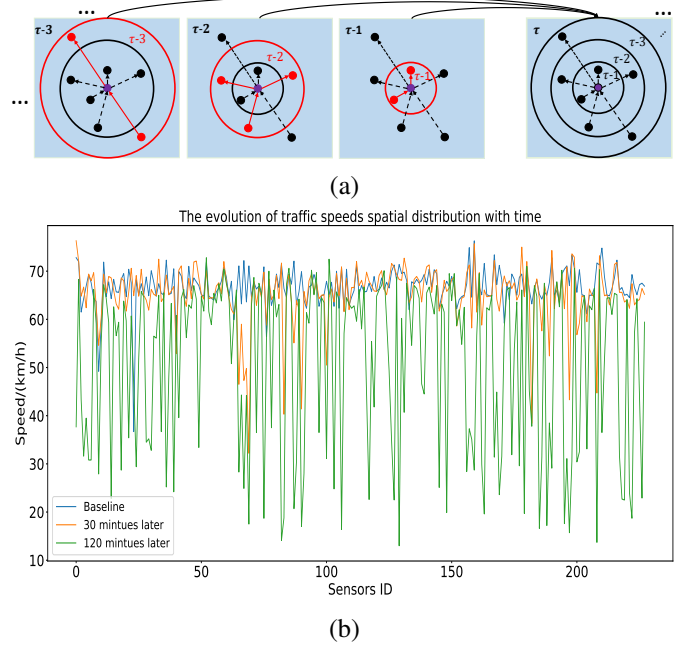 ... ...
τ-3 τ-3 τ-2 τ-2 τ-1 τ-1 τ τ-3 τ-2 τ-1 ...
...
(a)
The evolution of traffic speeds spatial distribution with time
Speed/(km/h)
70
60
50
40
30
20
10
Baseline
30 mintues later
120 mintues later
0 50 100 150 200
Sensors ID
(b)